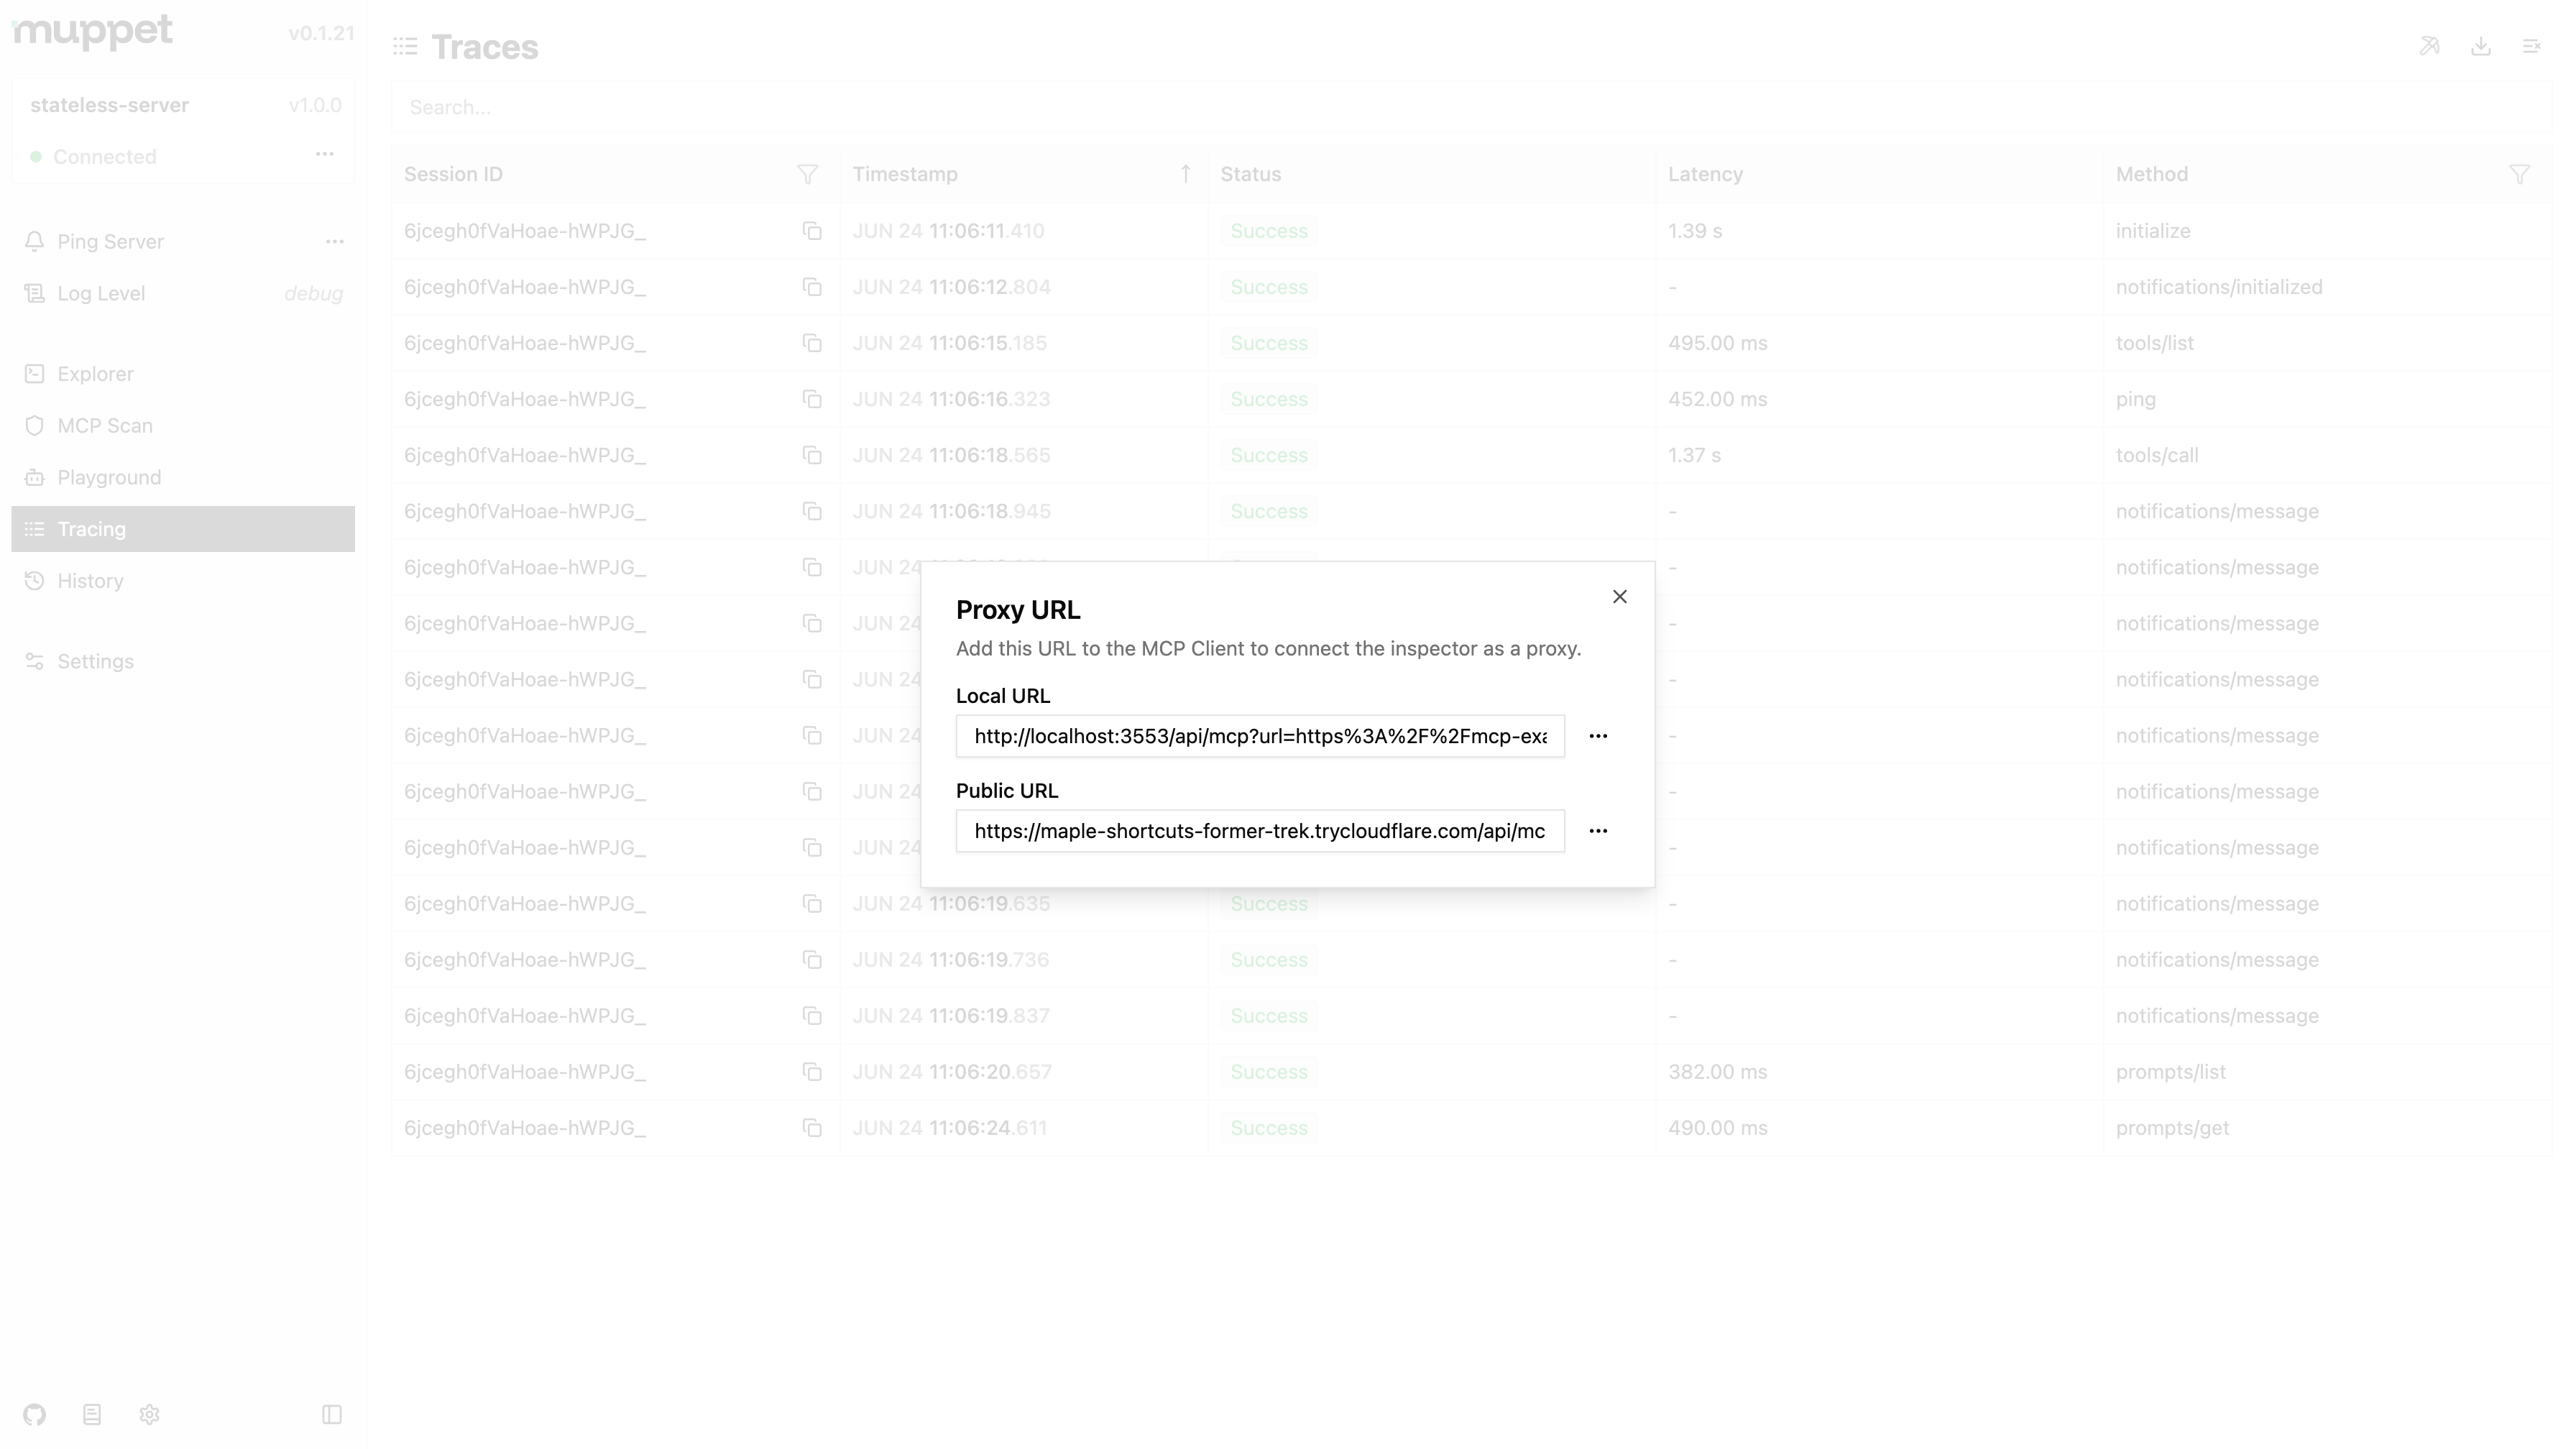 muppet v0.1.21
stateless-server v1.0.0
Connected
Ping Server
Log Level debug
Explorer
MCP Scan
Playground
Tracing
History
Settings
Traces
Search...
Session ID Timestamp Status Latency Method
6jcegh0fVaHoae-hWPJG_ JUN 24 11:06:11.410 Success 1.39 s initialize
6jcegh0fVaHoae-hWPJG_ JUN 24 11:06:12.804 Success - notifications/initialized
6jcegh0fVaHoae-hWPJG_ JUN 24 11:06:15.185 Success 495.00 ms tools/list
6jcegh0fVaHoae-hWPJG_ JUN 24 11:06:16.323 Success 452.00 ms ping
6jcegh0fVaHoae-hWPJG_ JUN 24 11:06:18.565 Success 1.37 s tools/call
6jcegh0fVaHoae-hWPJG_ JUN 24 11:06:18.945 Success - notifications/message
6jcegh0fVaHoae-hWPJG_ JUN 24 - notifications/message
6jcegh0fVaHoae-hWPJG_ JUN 24 - notifications/message
6jcegh0fVaHoae-hWPJG_ JUN 24 - notifications/message
6jcegh0fVaHoae-hWPJG_ JUN 24 - notifications/message
6jcegh0fVaHoae-hWPJG_ JUN 24 - notifications/message
6jcegh0fVaHoae-hWPJG_ JUN 24 - notifications/message
6jcegh0fVaHoae-hWPJG_ JUN 24 11:06:19.635 Success - notifications/message
6jcegh0fVaHoae-hWPJG_ JUN 24 11:06:19.736 Success - notifications/message
6jcegh0fVaHoae-hWPJG_ JUN 24 11:06:19.837 Success - notifications/message
6jcegh0fVaHoae-hWPJG_ JUN 24 11:06:20.657 Success 382.00 ms prompts/list
6jcegh0fVaHoae-hWPJG_ JUN 24 11:06:24.611 Success 490.00 ms prompts/get
Proxy URL
Add this URL to the MCP Client to connect the inspector as a proxy.
Local URL
http://localhost:3553/api/mcp?url=https%3A%2F%2Fmcp-exa
Public URL
https://maple-shortcuts-former-trek.trycloudflare.com/api/mc